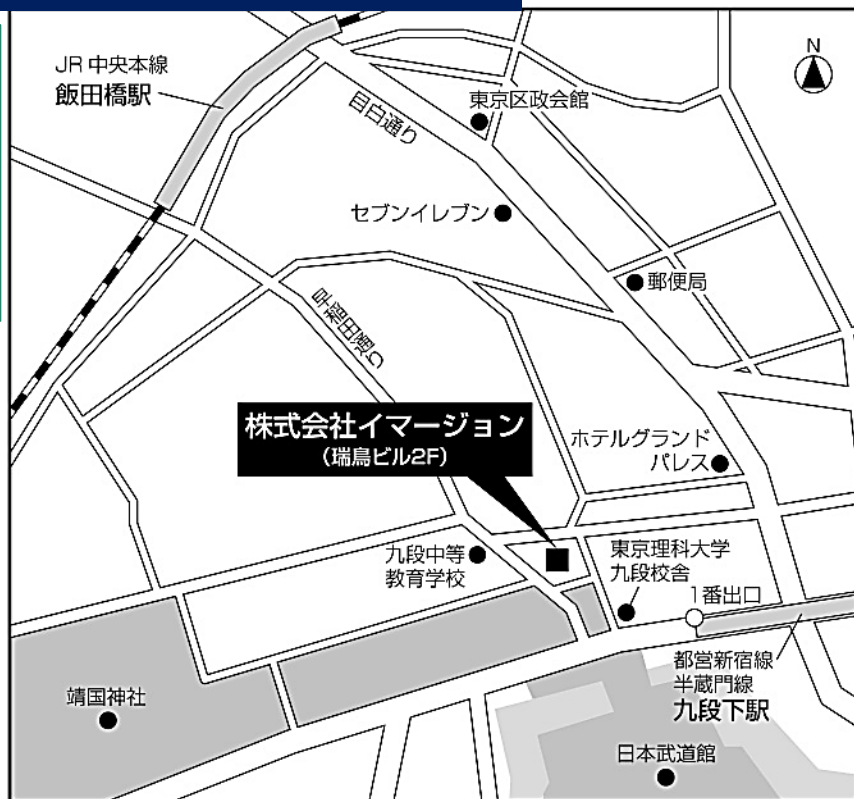 N
JR 中央本線
飯田橋駅
目白通り
東京区政会館
セブンイレブン
郵便局
早稲田通り
株式会社イマージョン
(瑞鳥ビル2F)
ホテルグランド
パレス
九段中等
教育学校
東京理科大学
九段校舎
1番出口
都営新宿線
半蔵門線
九段下駅
靖国神社
日本武道館